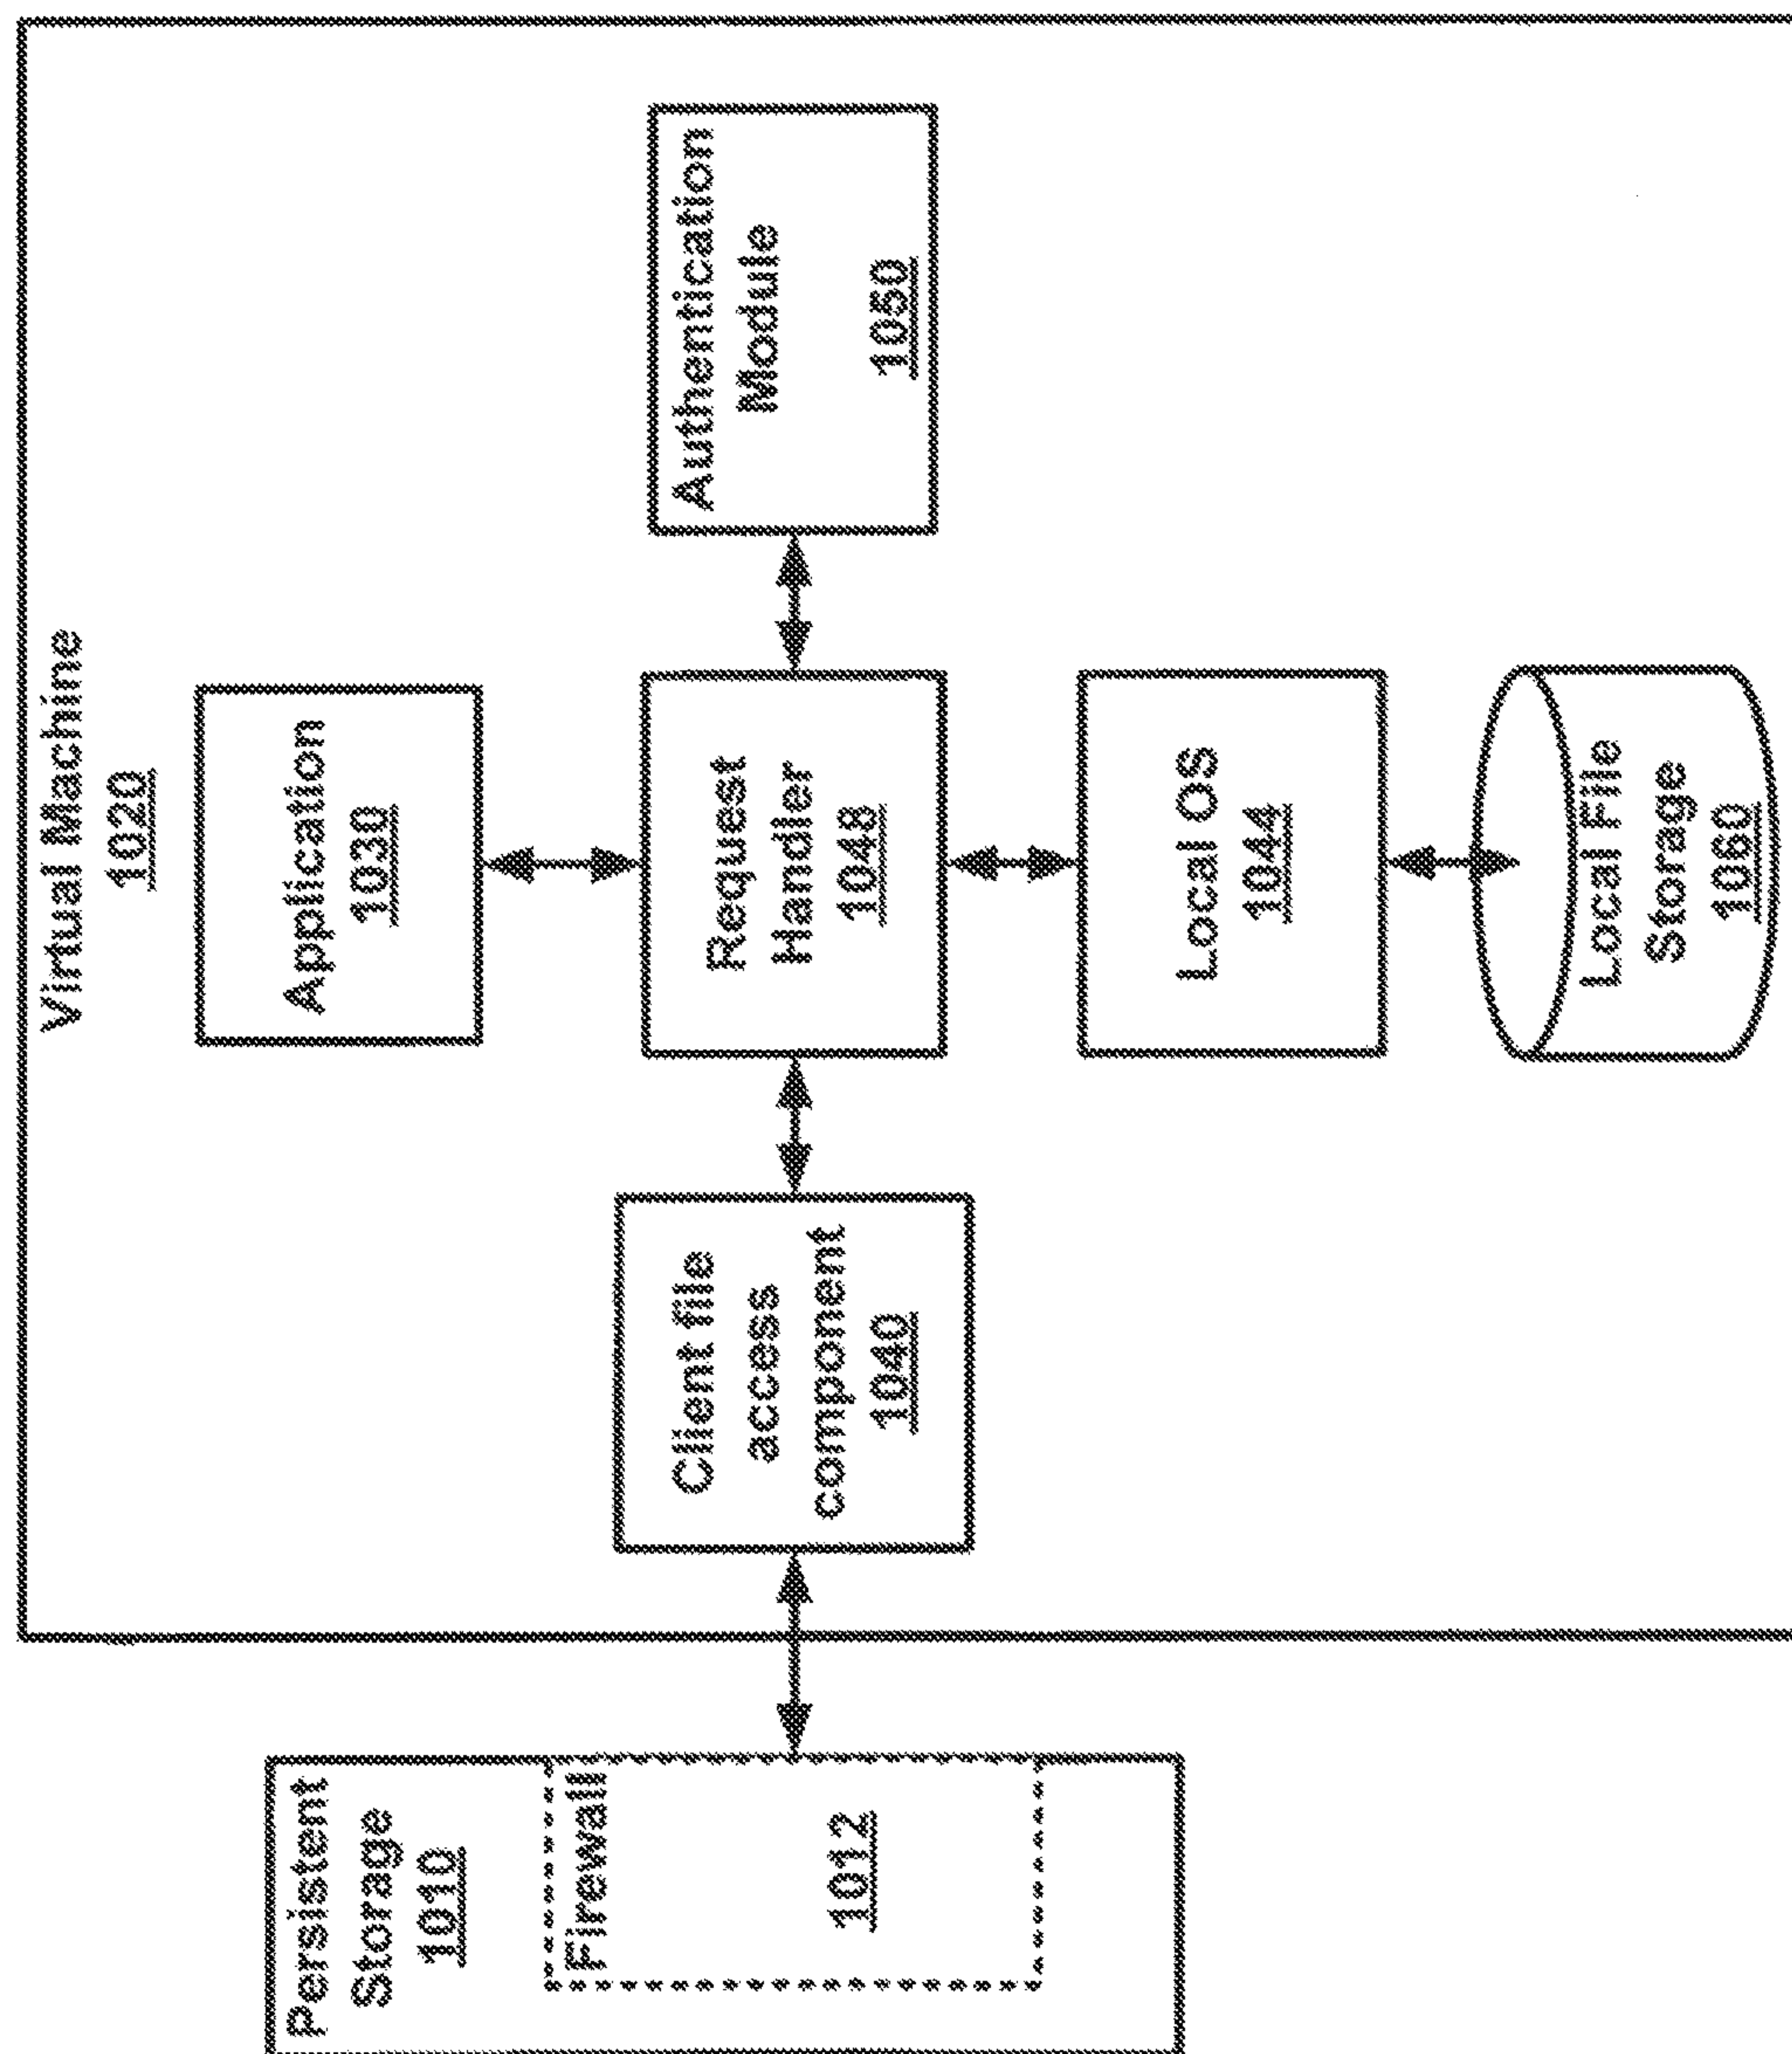 Virtual Machine
1020
Application
1030
Persistent
Storage
1010
Firewall
1012
Client file
access
component
1040
Request
Handler
1048
Authentication
Module
1050
Local OS
1044
Local File
Storage
1060